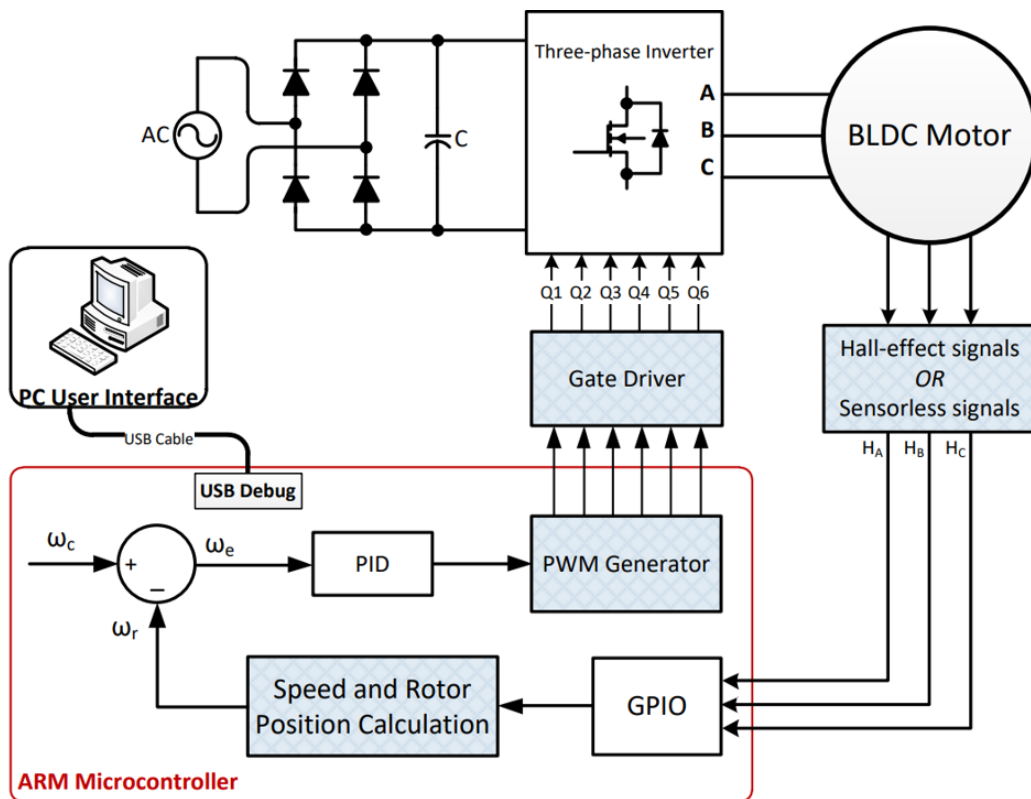 Three-phase Inverter
A
B
C
BLDC Motor
AC
C
Q1 Q2 Q3 Q4 Q5 Q6
PC User Interface
USB Cable
Gate Driver
Hall-effect signals
OR
Sensorless signals
HA HB HC
USB Debug
ωc
+
−
ωe
PID
PWM Generator
ωr
Speed and Rotor
Position Calculation
GPIO
ARM Microcontroller